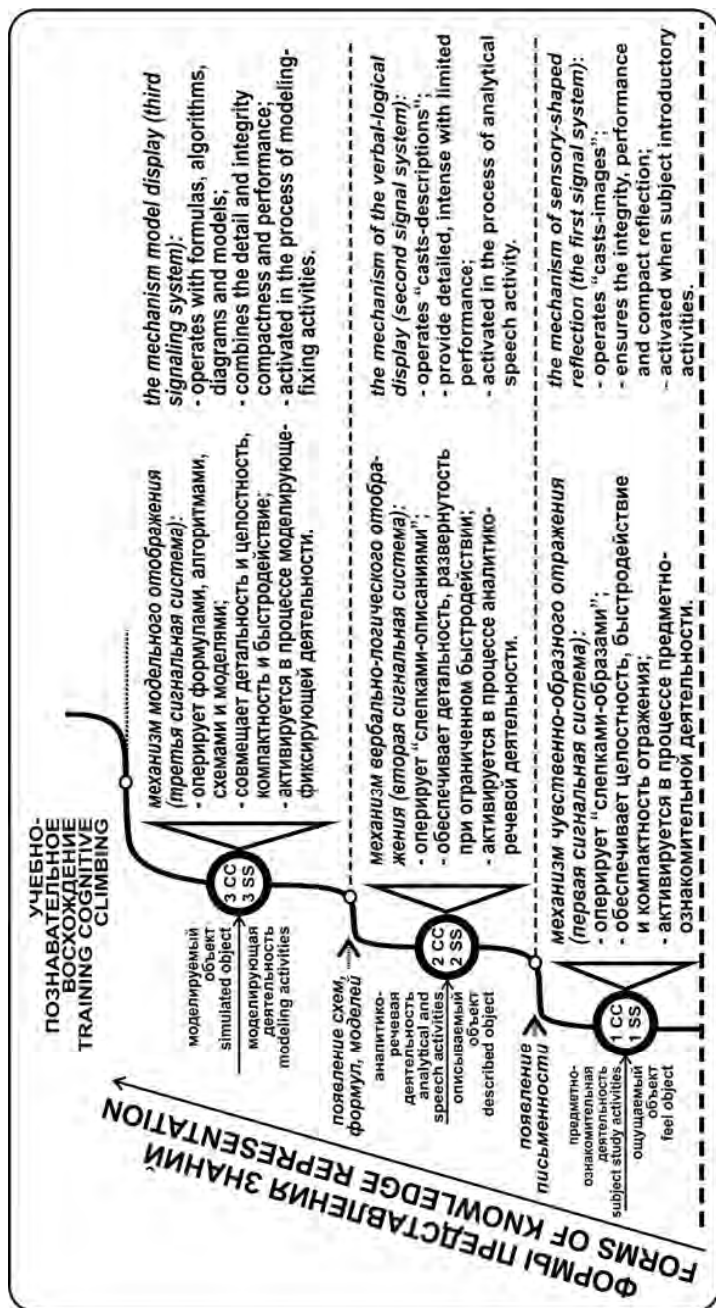 УЧЕБНО-
ПОЗНАВАТЕЛЬНОЕ
ВОСХОЖДЕНИЕ
TRAINING COGNITIVE
CLIMBING
ФОРМЫ ПРЕДСТАВЛЕНИЯ ЗНАНИЙ
FORMS OF KNOWLEDGE REPRESENTATION
моделируемый
объект
simulated object
моделирующая
деятельность
modeling activities
3 СС
3 SS
механизм модельного отображения
(третья сигнальная система):
- оперирует формулами, алгоритмами,
схемами и моделями;
- совмещает детальность и целостность,
компактность и быстродействие;
- активируется в процессе моделирующе-
фиксирующей деятельности.
the mechanism model display (third
signaling system):
- operates with formulas, algorithms,
diagrams and models;
- combines the detail and integrity
compactness and performance;
- activated in the process of modeling-
fixing activities.
появление схем,
формул, моделей
аналитико-
речевая
деятельность
analytical and
speech activities
описываемый
объект
described object
2 СС
2 SS
механизм вербально-логического отобра-
жения (вторая сигнальная система):
- оперирует “слепками-описаниями”;
- обеспечивает детальность, развернутость
при ограниченном быстродействии;
- активируется в процессе аналитико-
речевой деятельности.
the mechanism of the verbal-logical
display (second signal system):
- operates “casts-descriptions”;
- provide detailed, intense with limited
performance;
- activated in the process of analytical
speech activity.
появление
письменности
предметно-
ознакомительная
деятельность
subject study activities
ощущаемый
объект
feel object
1 СС
1 SS
механизм чувственно-образного отражения
(первая сигнальная система):
- оперирует “слепками-образами”;
- обеспечивает целостность, быстродействие
и компактность отражения;
- активируется в процессе предметно-
ознакомительной деятельности.
the mechanism of sensory-shaped
reflection (the first signal system):
- operates “casts-images”;
- ensures the integrity, performance
and compact reflection;
- activated when subject introductory
activities.